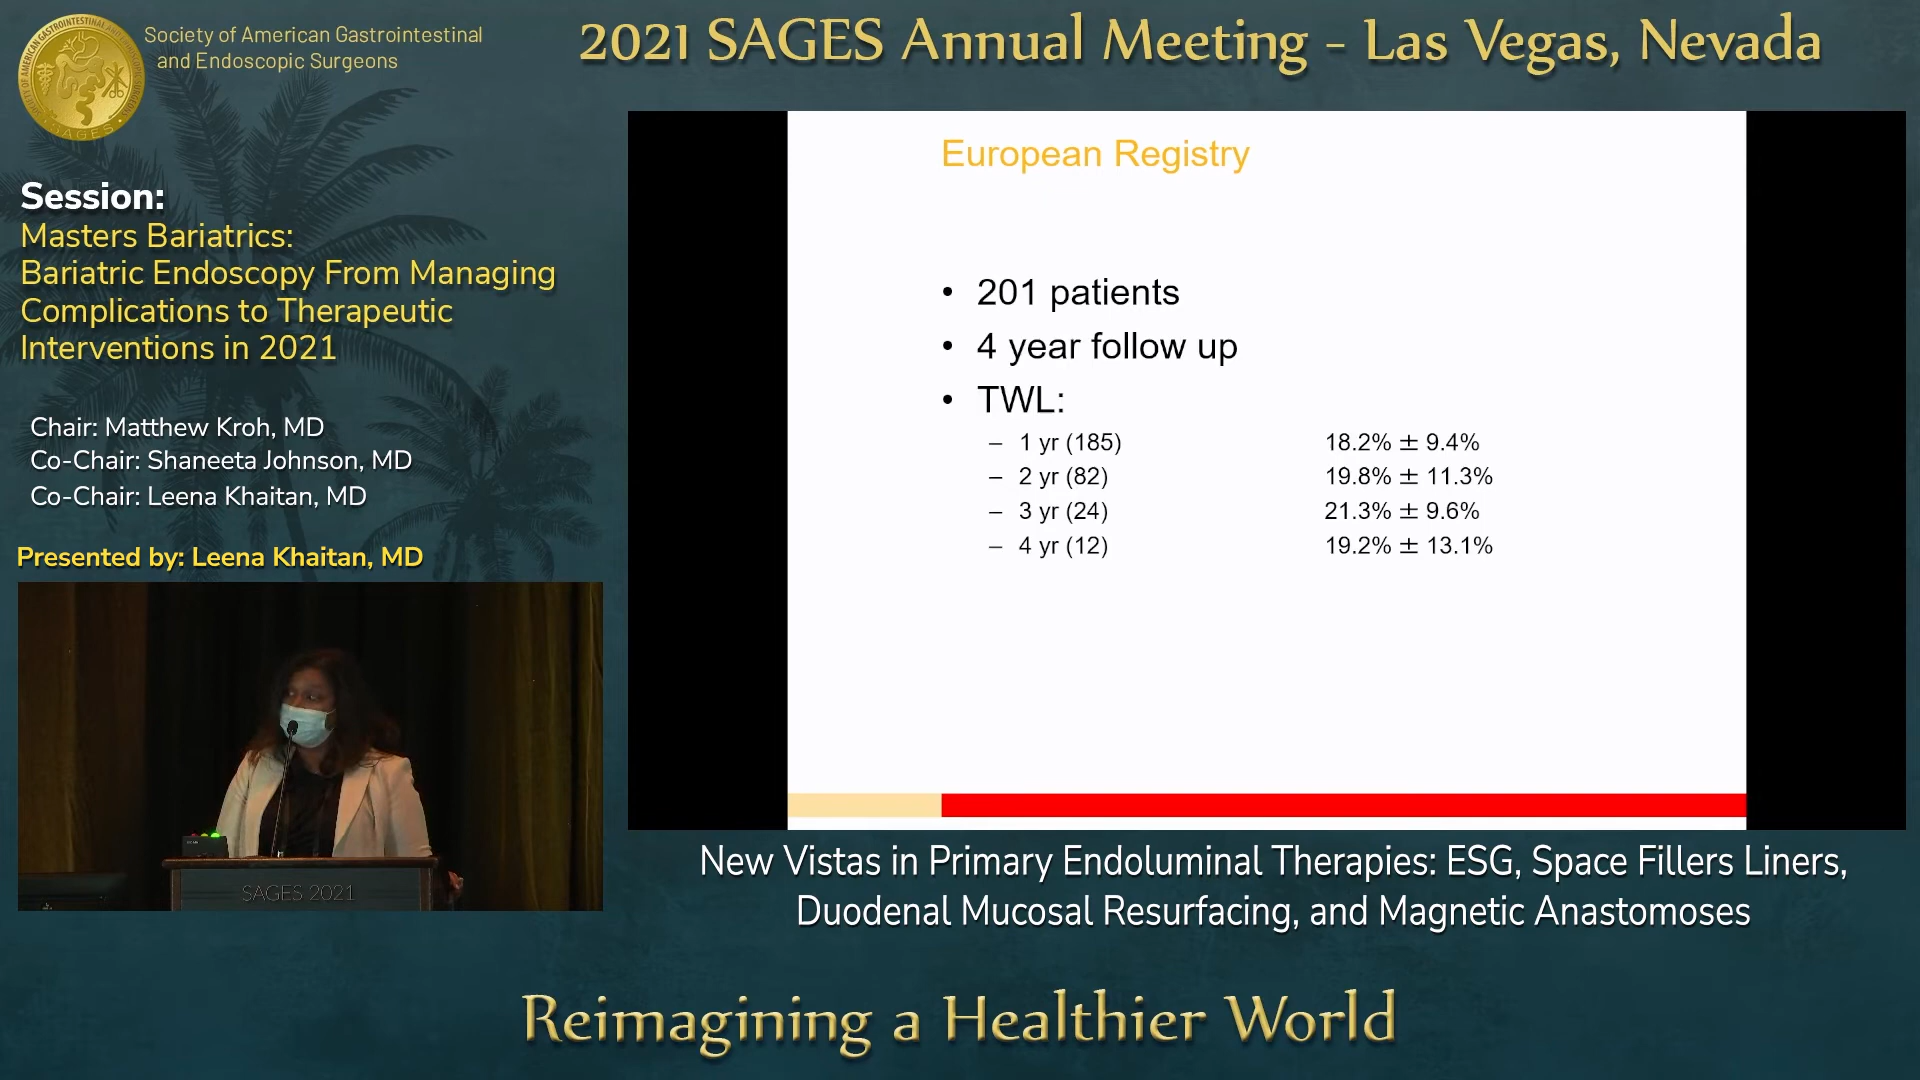 Society of American Gastrointestinal
and Endoscopic Surgeons
2021 SAGES Annual Meeting - Las Vegas, Nevada
SAGES
Session:
Masters Bariatrics:
Bariatric Endoscopy From Managing
Complications to Therapeutic
Interventions in 2021
Chair: Matthew Kroh, MD
Co-Chair: Shaneeta Johnson, MD
Co-Chair: Leena Khaitan, MD
Presented by: Leena Khaitan, MD
SAGES 2021
European Registry
• 201 patients
• 4 year follow up
• TWL:
– 1 yr (185) 18.2% ± 9.4%
– 2 yr (82) 19.8% ± 11.3%
– 3 yr (24) 21.3% ± 9.6%
– 4 yr (12) 19.2% ± 13.1%
New Vistas in Primary Endoluminal Therapies: ESG, Space Fillers Liners,
Duodenal Mucosal Resurfacing, and Magnetic Anastomoses
Reimagining a Healthier World